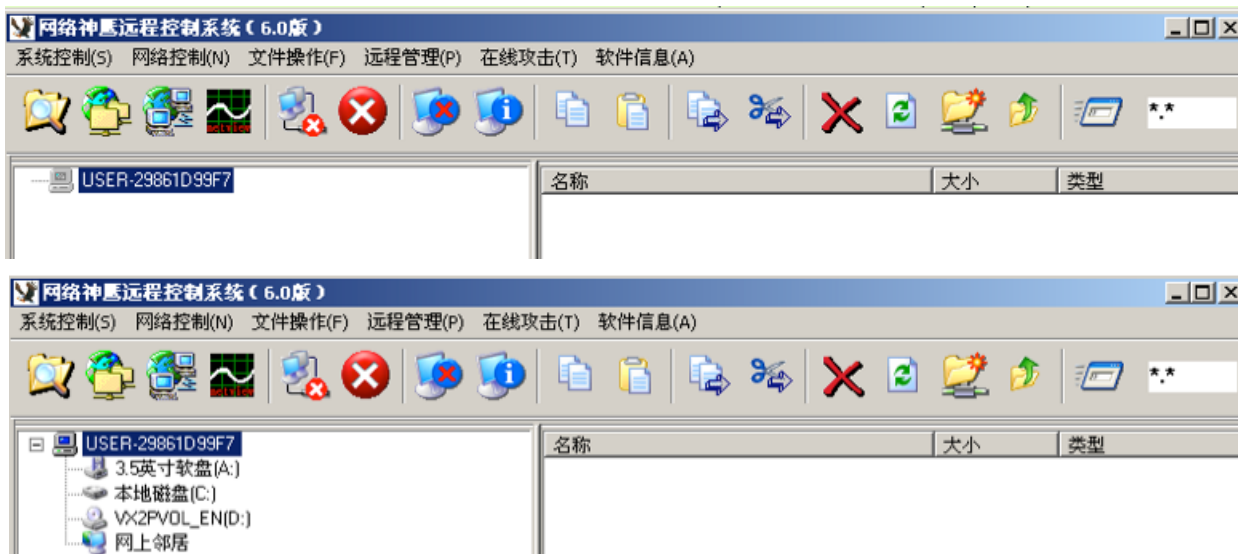 网络神鹰远程控制系统(6.0版)
系统控制(S) 网络控制(N) 文件操作(F) 远程管理(P) 在线攻击(T) 软件信息(A)
netview *.*
USER-29861D99F7 名称 大小 类型
网络神鹰远程控制系统(6.0版)
系统控制(S) 网络控制(N) 文件操作(F) 远程管理(P) 在线攻击(T) 软件信息(A)
netview *.*
USER-29861D99F7 名称 大小 类型
3.5英寸软盘(A:)
本地磁盘(C:)
VX2PVOL_EN(D:)
网上邻居